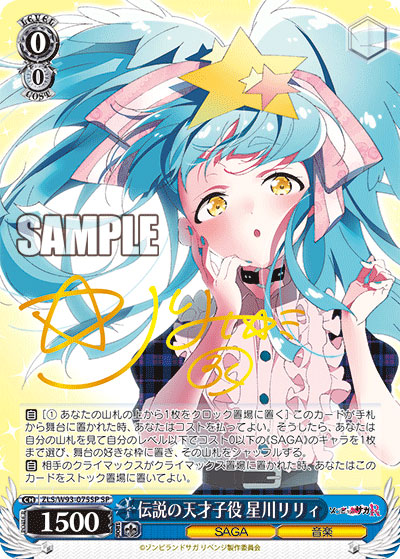 LEVEL
0
0
COST
SAMPLE
自 [① あなたの山札の上から1枚をクロック置場に置く] このカードが手札
から舞台に置かれた時、あなたはコストを払ってよい。そうしたら、あなたは
自分の山札を見て自分のレベル以下でコスト0以下の《SAGA》のキャラを1枚
まで選び、舞台の好きな枠に置き、その山札をシャッフルする。
自 相手のクライマックスがクライマックス置場に置かれた時、あなたはこの
カードをストックにしてよい。
CH ZLS/W93-075SP SP
1500
伝説の天才子役 星川リリィ
SAGA
音楽
©ゾンビランドサガ リベンジ製作委員会